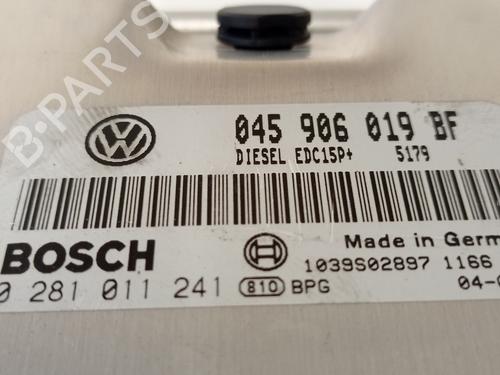 B-PARTS
045 906 019 BF
DIESEL EDC15P+ 5179
BOSCH
Made in Germ
1039S02897 1166
0 281 011 241 810 BPG 04-0